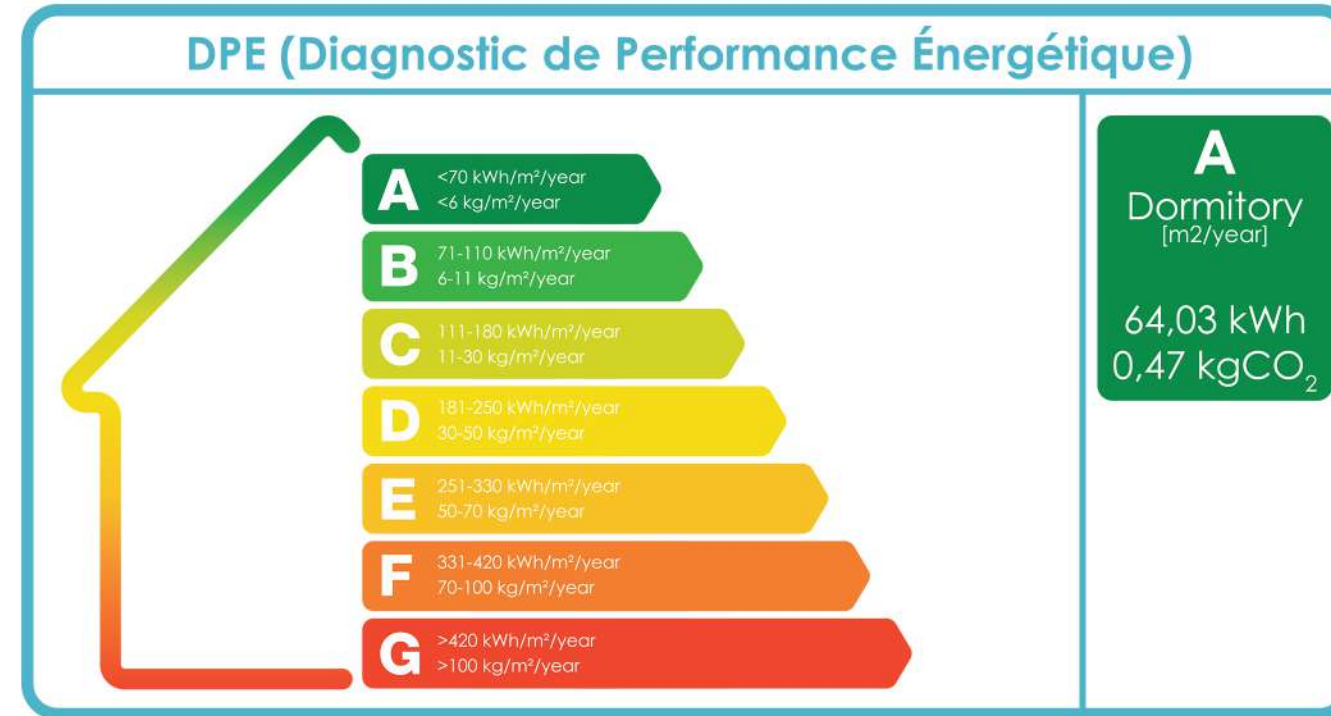 DPE (Diagnostic de Performance Énergétique)
A
<70 kWh/m²/year
<6 kg/m²/year
B
71-110 kWh/m²/year
6-11 kg/m²/year
C
111-180 kWh/m²/year
11-30 kg/m²/year
D
181-250 kWh/m²/year
30-50 kg/m²/year
E
251-330 kWh/m²/year
50-70 kg/m²/year
F
331-420 kWh/m²/year
70-100 kg/m²/year
G
>420 kWh/m²/year
>100 kg/m²/year
A
Dormitory
[m2/year]
64,03 kWh
0,47 kgCO₂